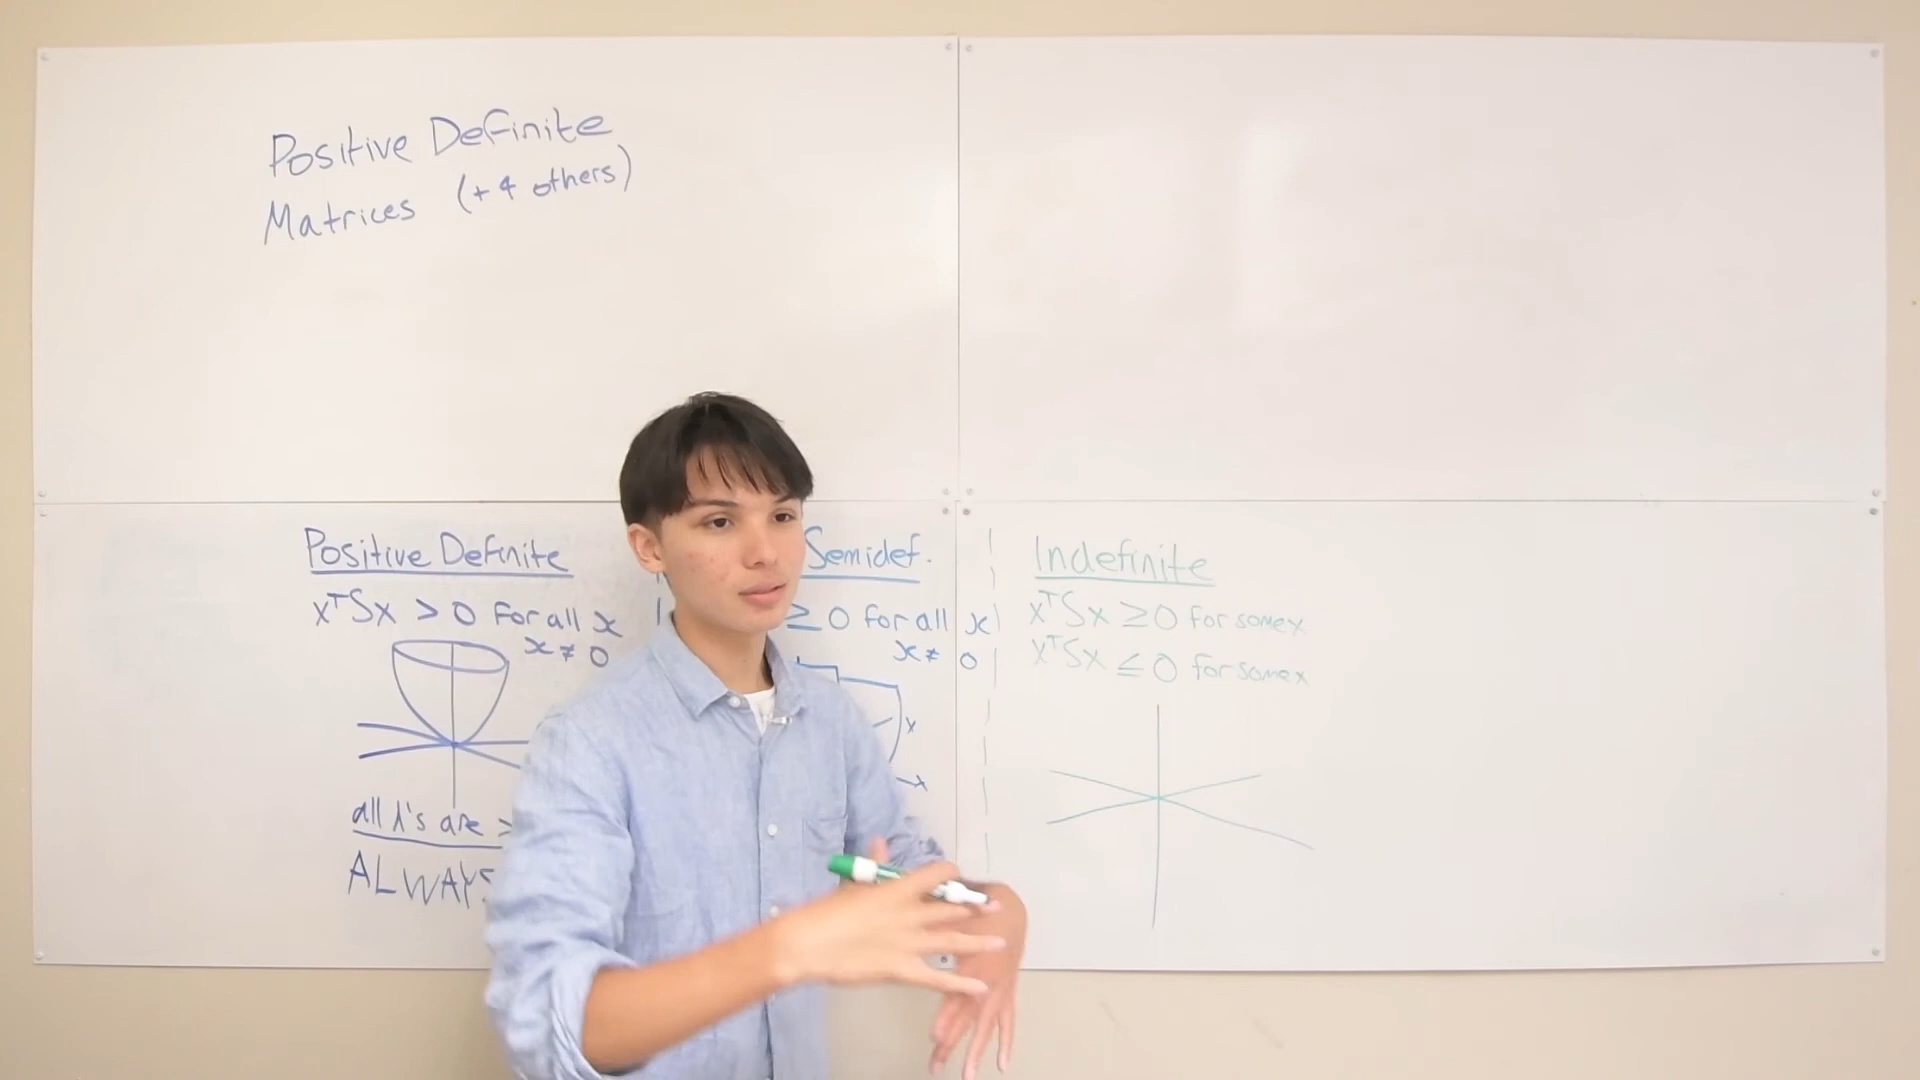 Positive Definite
Matrices (+ 4 others)
Positive Definite
xᵀSx > 0 for all x
x ≠ 0
all λ's are >
ALWAYS
Semidef.
≥ 0 for all x
x ≠ 0
x
x
Indefinite
xᵀSx ≥ 0 for some x
xᵀSx ≤ 0 for some x